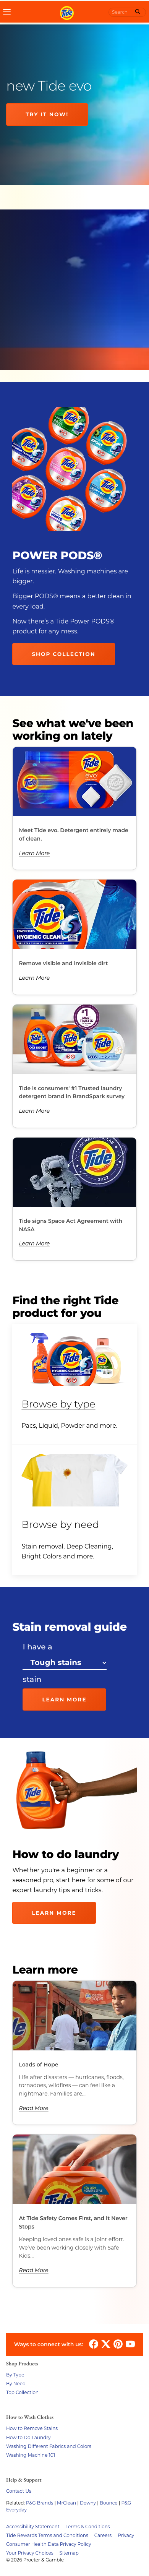 Search
Tide
new Tide evo
TRY IT NOW!
POWER PODS®
Life is messier. Washing machines are
bigger.
Bigger PODS® means a better clean in
every load.
Now there's a Tide Power PODS®
product for any mess.
SHOP COLLECTION
See what we've been
working on lately
Tide
evo
Meet Tide evo. Detergent entirely made
of clean.
Learn More
Tide
HYGIENIC CLEAN
Remove visible and Invisible dirt
Learn More
#1
Tide
Tide is consumers' #1 Trusted laundry
detergent brand in BrandSpark survey
Learn More
Tide
2022
Tide signs Space Act Agreement with
NASA
Learn More
Find the right Tide
product for you
Tide
Browse by type
Pacs, Liquid, Powder and more.
Browse by need
Stain removal, Deep Cleaning,
Bright Colors and more.
Stain removal guide
I have a
Tough stains
stain
LEARN MORE
Tide
How to do laundry
Whether you're a beginner or a
seasoned pro, start here for some of our
expert laundry tips and tricks.
LEARN MORE
Learn more
Loads of Hope
Life after disasters — hurricanes, floods,
tornadoes, wildfires — can feel like a
nightmare. Families are...
Read More
Tide
At Tide Safety Comes First, and It Never
Stops
Keeping loved ones safe is a joint effort.
We've been working closely with Safe
Kids...
Read More
Ways to connect with us:
Shop Products
By Type
By Need
Top Collection
How to Wash Clothes
How to Remove Stains
How to Do Laundry
Washing Different Fabrics and Colors
Washing Machine 101
Help & Support
Contact Us
Related: P&G Brands | MrClean | Downy | Bounce | P&G
Everyday
Accessibility Statement Terms & Conditions
Tide Rewards Terms and Conditions Careers Privacy
Consumer Health Data Privacy Policy
Your Privacy Choices Sitemap
© 2026 Procter & Gamble